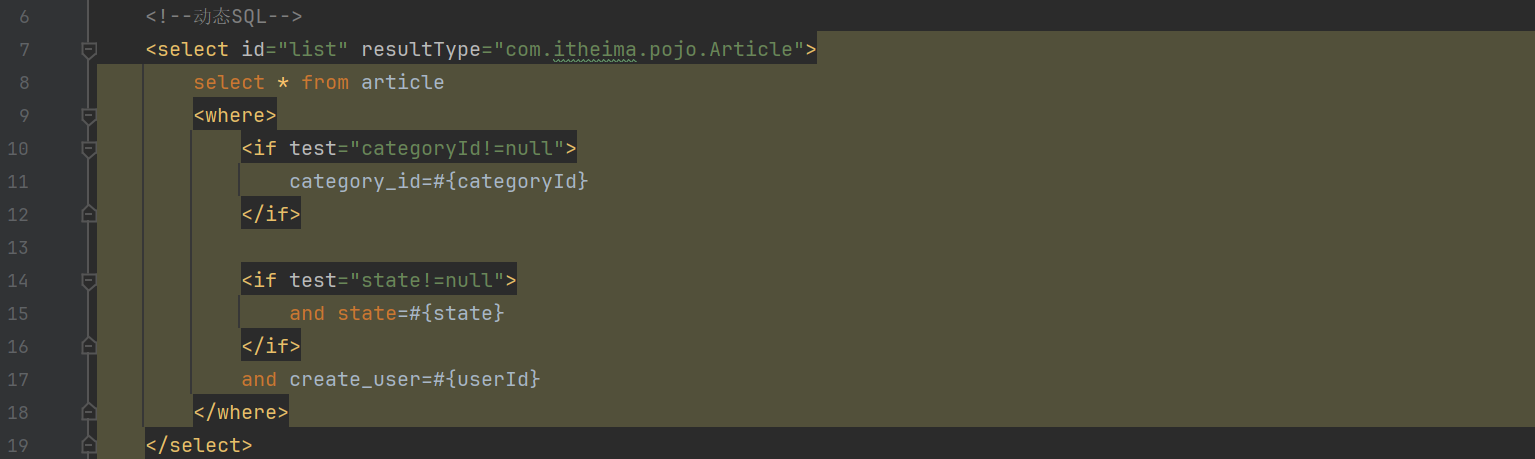 6 <!--动态SQL-->
7 <select id="list" resultType="com.itheima.pojo.Article">
8 select * from article
9 <where>
10 <if test="categoryId!=null">
11 category_id=#{categoryId}
12 </if>
13
14 <if test="state!=null">
15 and state=#{state}
16 </if>
17 and create_user=#{userId}
18 </where>
19 </select>